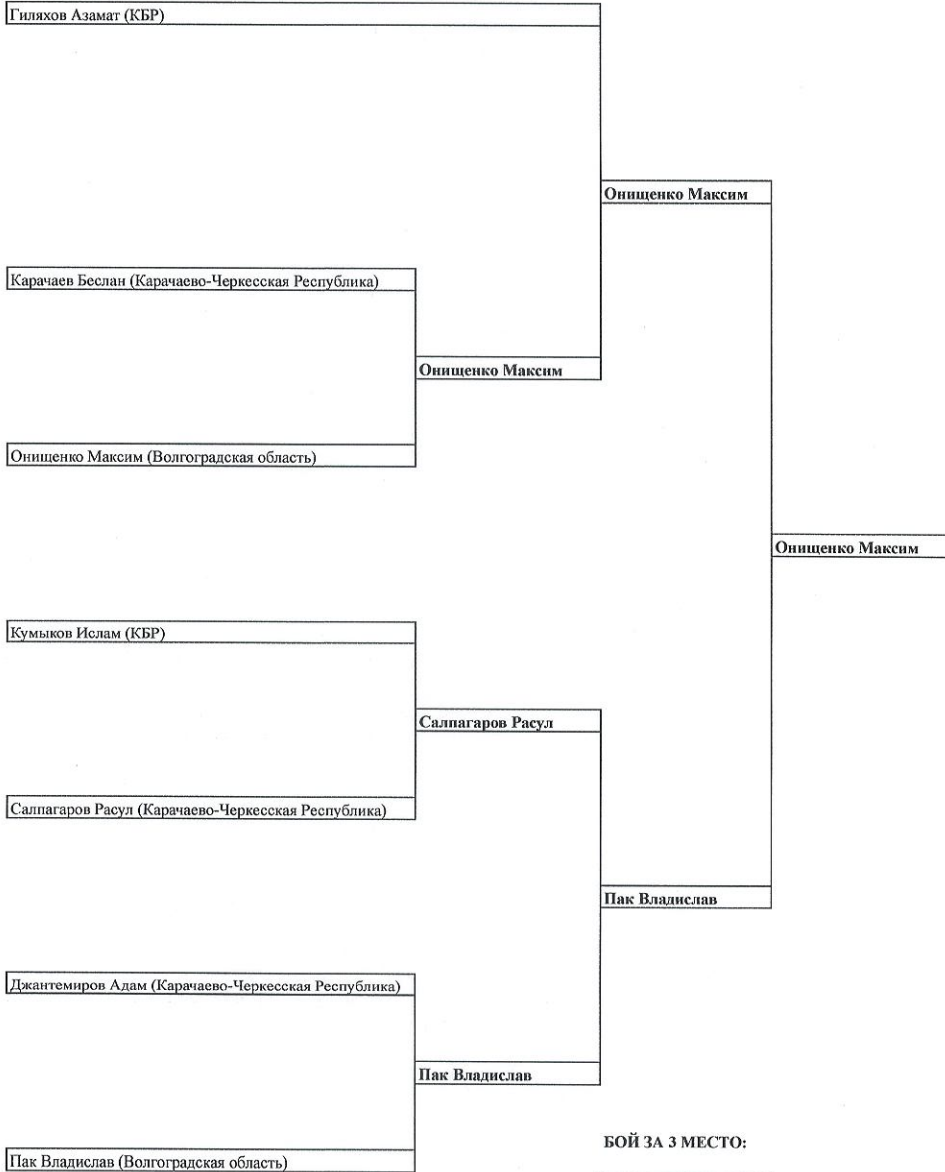 Гиляхов Азамат (КБР)
Онищенко Максим
Карачаев Беслан (Карачаево-Черкесская Республика)
Онищенко Максим
Онищенко Максим (Волгоградская область)
Онищенко Максим
Кумыков Ислам (КБР)
Салпагаров Расул
Салпагаров Расул (Карачаево-Черкесская Республика)
Пак Владислав
Джантемиров Адам (Карачаево-Черкесская Республика)
Пак Владислав
БОЙ ЗА 3 МЕСТО:
Пак Владислав (Волгоградская область)